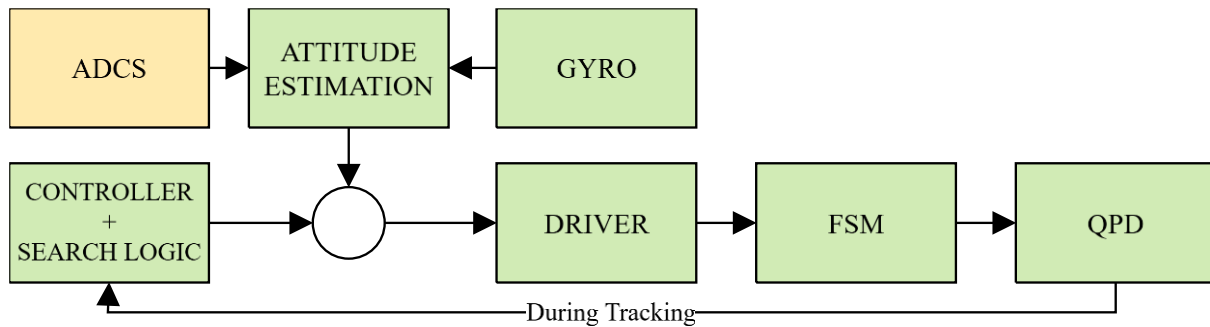 ADCS
ATTITUDE
ESTIMATION
GYRO
CONTROLLER
+
SEARCH LOGIC
DRIVER
FSM
QPD
During Tracking